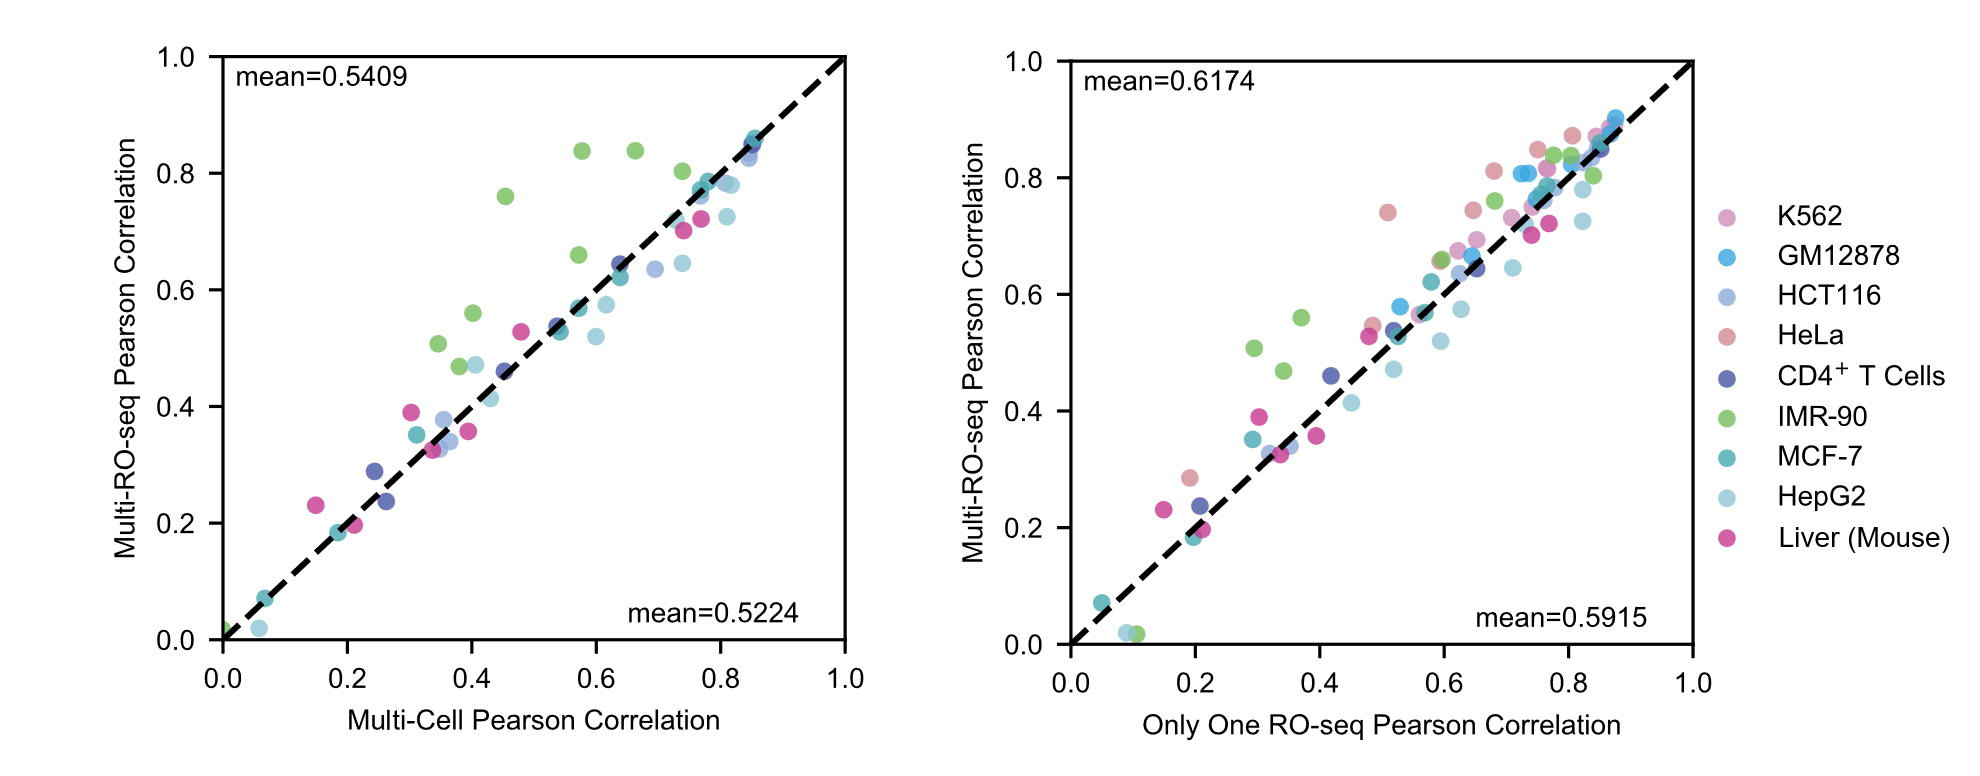 mean=0.5409
1.0
0.8
0.6
0.4
0.2
0.0
Multi-RO-seq Pearson Correlation
mean=0.5224
0.0 0.2 0.4 0.6 0.8 1.0
Multi-Cell Pearson Correlation
mean=0.6174
1.0
0.8
0.6
0.4
0.2
0.0
Multi-RO-seq Pearson Correlation
mean=0.5915
0.0 0.2 0.4 0.6 0.8 1.0
Only One RO-seq Pearson Correlation
K562
GM12878
HCT116
HeLa
CD4⁺ T Cells
IMR-90
MCF-7
HepG2
Liver (Mouse)